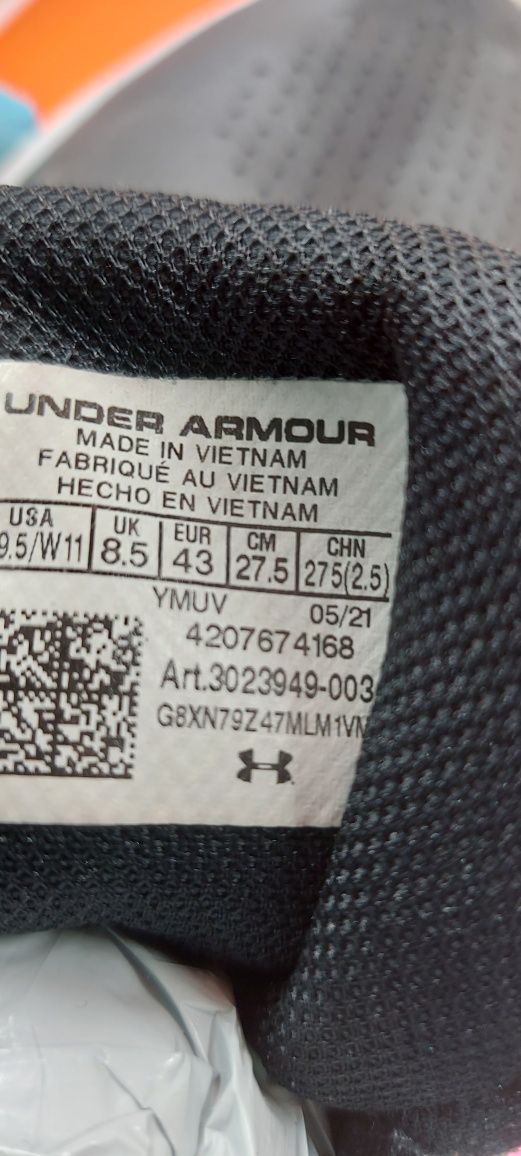 UNDER ARMOUR
MADE IN VIETNAM
FABRIQUÉ AU VIETNAM
HECHO EN VIETNAM
USA UK EUR CM CHN
9.5/W11 8.5 43 27.5 275(2.5)
YMUV 05/21
4207674168
Art.3023949-003
G8XN79Z47MLM1VN